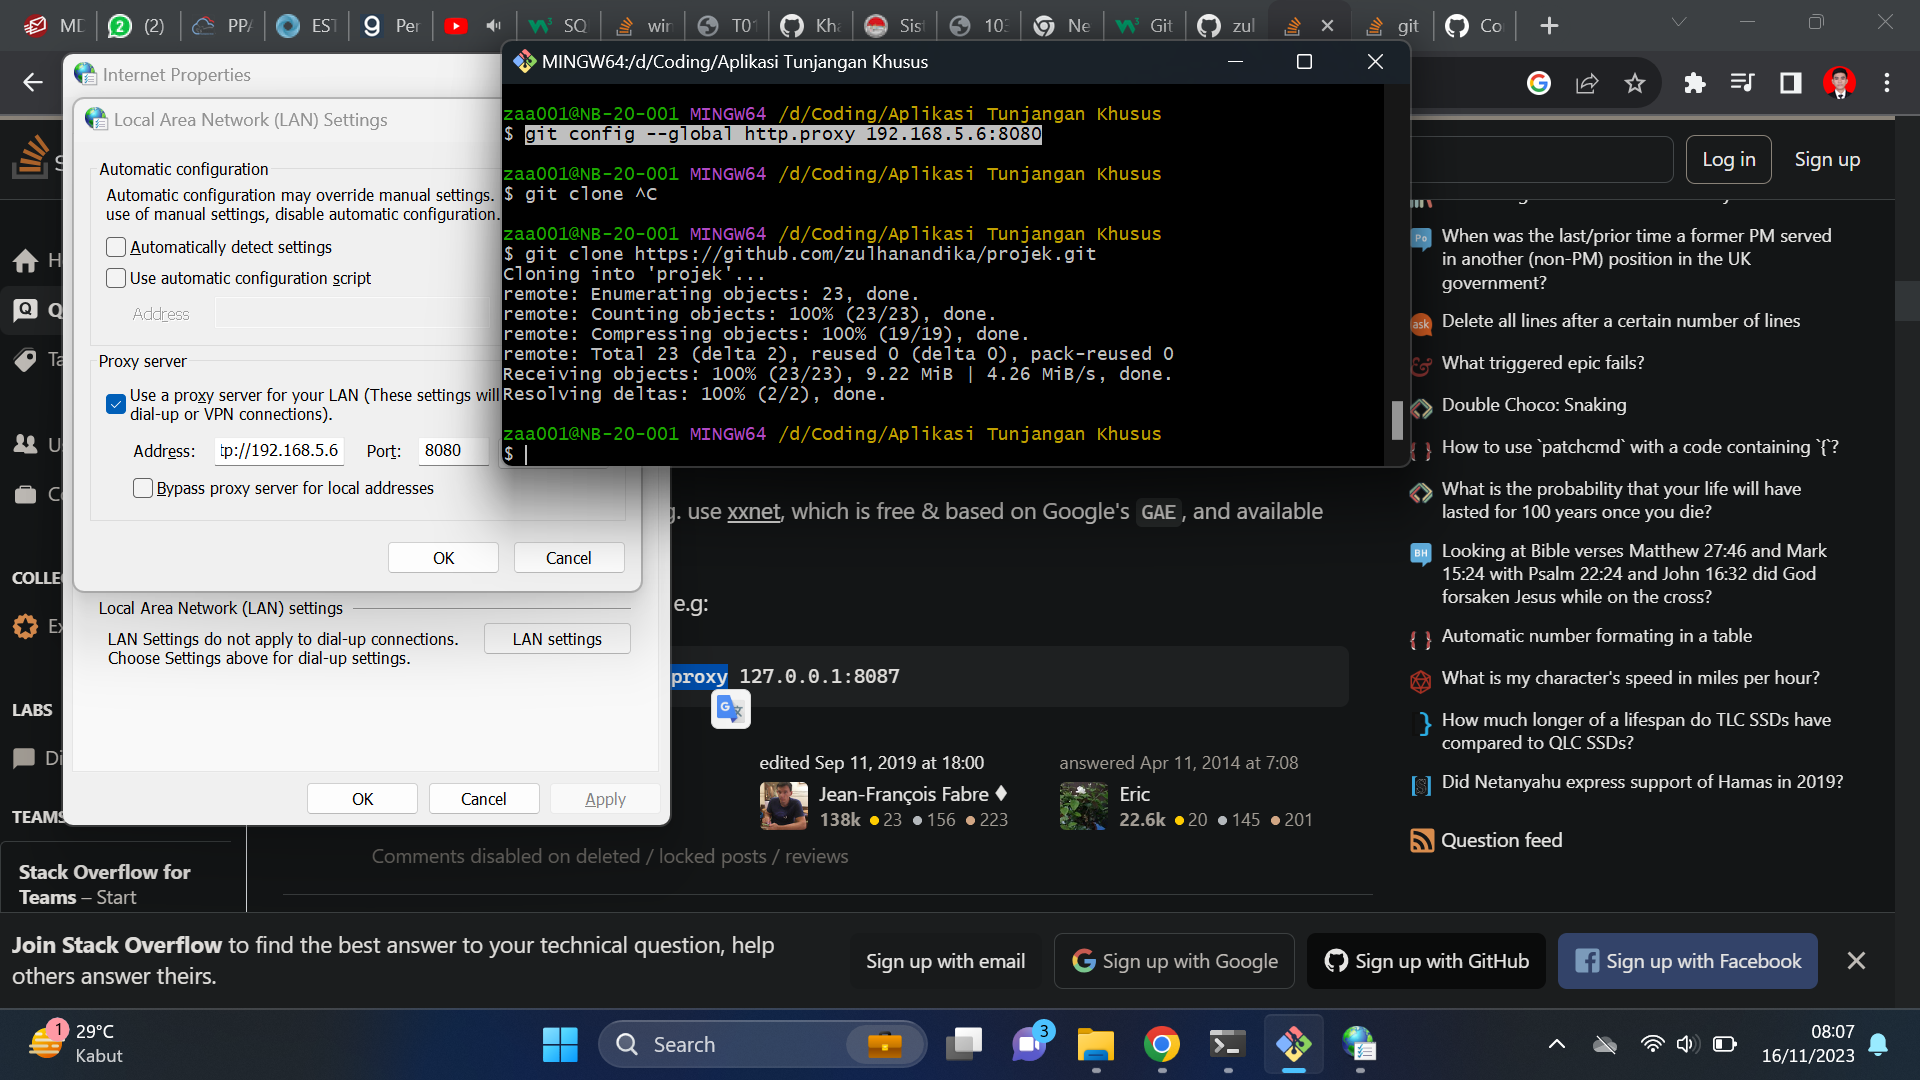 MD
(2)
PPA
EST
Per
SQ
win
T01
Kha
Sis
103
Ne
Git
zul
git
Co
Internet Properties
Local Area Network (LAN) Settings
Automatic configuration
Automatic configuration may override manual settings.
use of manual settings, disable automatic configuration.
Automatically detect settings
Use automatic configuration script
Address
Proxy server
Use a proxy server for your LAN (These settings will
dial-up or VPN connections).
Address: tp://192.168.5.6 Port: 8080
Bypass proxy server for local addresses
OK Cancel
Local Area Network (LAN) settings
LAN Settings do not apply to dial-up connections.
Choose Settings above for dial-up settings.
LAN settings
OK Cancel Apply
MINGW64:/d/Coding/Aplikasi Tunjangan Khusus
zaa001@NB-20-001 MINGW64 /d/Coding/Aplikasi Tunjangan Khusus
$ git config --global http.proxy 192.168.5.6:8080
zaa001@NB-20-001 MINGW64 /d/Coding/Aplikasi Tunjangan Khusus
$ git clone ^C
zaa001@NB-20-001 MINGW64 /d/Coding/Aplikasi Tunjangan Khusus
$ git clone https://github.com/zulhanandika/projek.git
Cloning into 'projek'...
remote: Enumerating objects: 23, done.
remote: Counting objects: 100% (23/23), done.
remote: Compressing objects: 100% (19/19), done.
remote: Total 23 (delta 2), reused 0 (delta 0), pack-reused 0
Receiving objects: 100% (23/23), 9.22 MiB | 4.26 MiB/s, done.
Resolving deltas: 100% (2/2), done.
zaa001@NB-20-001 MINGW64 /d/Coding/Aplikasi Tunjangan Khusus
$
Log in
Sign up
COLLE
LABS
TEAMS
Stack Overflow for
Teams – Start
g. use xxnet, which is free & based on Google's GAE, and available
e.g:
proxy 127.0.0.1:8087
edited Sep 11, 2019 at 18:00
Jean-François Fabre ♦
138k 23 156 223
answered Apr 11, 2014 at 7:08
Eric
22.6k 20 145 201
Comments disabled on deleted / locked posts / reviews
When was the last/prior time a former PM served
in another (non-PM) position in the UK
government?
Delete all lines after a certain number of lines
What triggered epic fails?
Double Choco: Snaking
How to use `patchcmd` with a code containing `{`?
What is the probability that your life will have
lasted for 100 years once you die?
Looking at Bible verses Matthew 27:46 and Mark
15:24 with Psalm 22:24 and John 16:32 did God
forsaken Jesus while on the cross?
Automatic number formating in a table
What is my character's speed in miles per hour?
How much longer of a lifespan do TLC SSDs have
compared to QLC SSDs?
Did Netanyahu express support of Hamas in 2019?
Question feed
Join Stack Overflow to find the best answer to your technical question, help
others answer theirs.
Sign up with email
Sign up with Google
Sign up with GitHub
Sign up with Facebook
1
29°C
Kabut
Search
3
08:07
16/11/2023